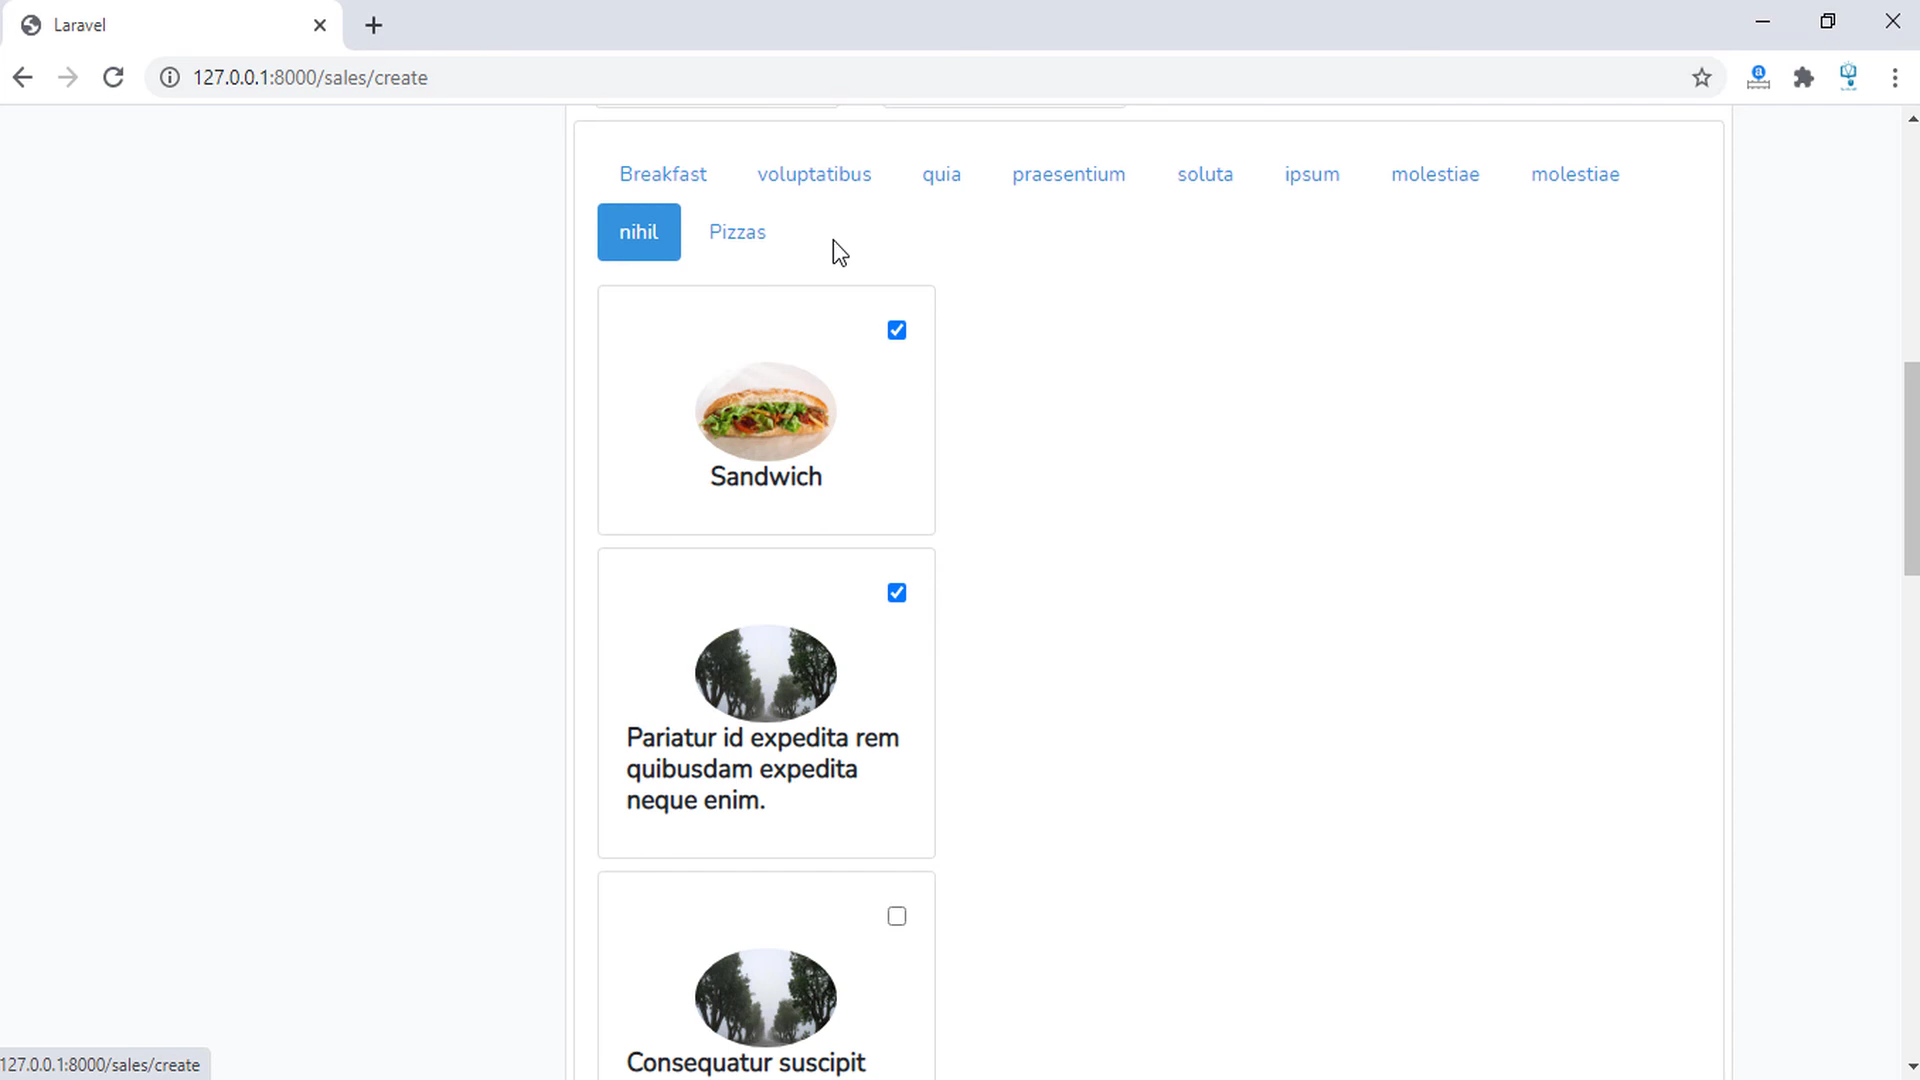 Laravel
127.0.0.1:8000/sales/create
Breakfast voluptatibus quia praesentium soluta ipsum molestiae molestiae
nihil Pizzas
Sandwich
Pariatur id expedita rem
quibusdam expedita
neque enim.
Consequatur suscipit
127.0.0.1:8000/sales/create